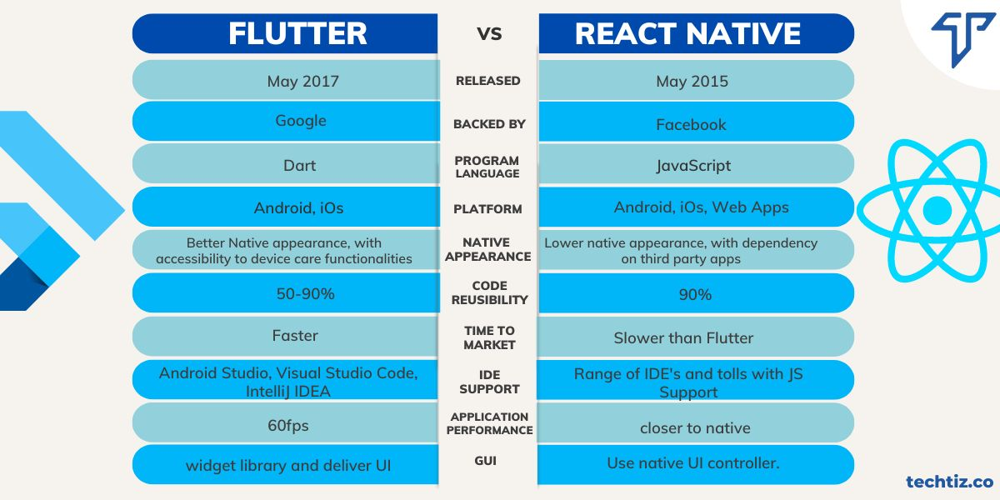 FLUTTER VS REACT NATIVE
May 2017 RELEASED May 2015
Google BACKED BY Facebook
Dart PROGRAM LANGUAGE JavaScript
Android, iOs PLATFORM Android, iOs, Web Apps
Better Native appearance, with
accessibility to device care functionalities
NATIVE
APPEARANCE
Lower native appearance, with dependency
on third party apps
50-90%
CODE
REUSIBILITY
90%
Faster
TIME TO
MARKET
Slower than Flutter
Android Studio, Visual Studio Code,
IntelliJ IDEA
IDE
SUPPORT
Range of IDE's and tolls with JS
Support
60fps
APPLICATION
PERFORMANCE
closer to native
widget library and deliver UI
GUI
Use native UI controller.
techtiz.co